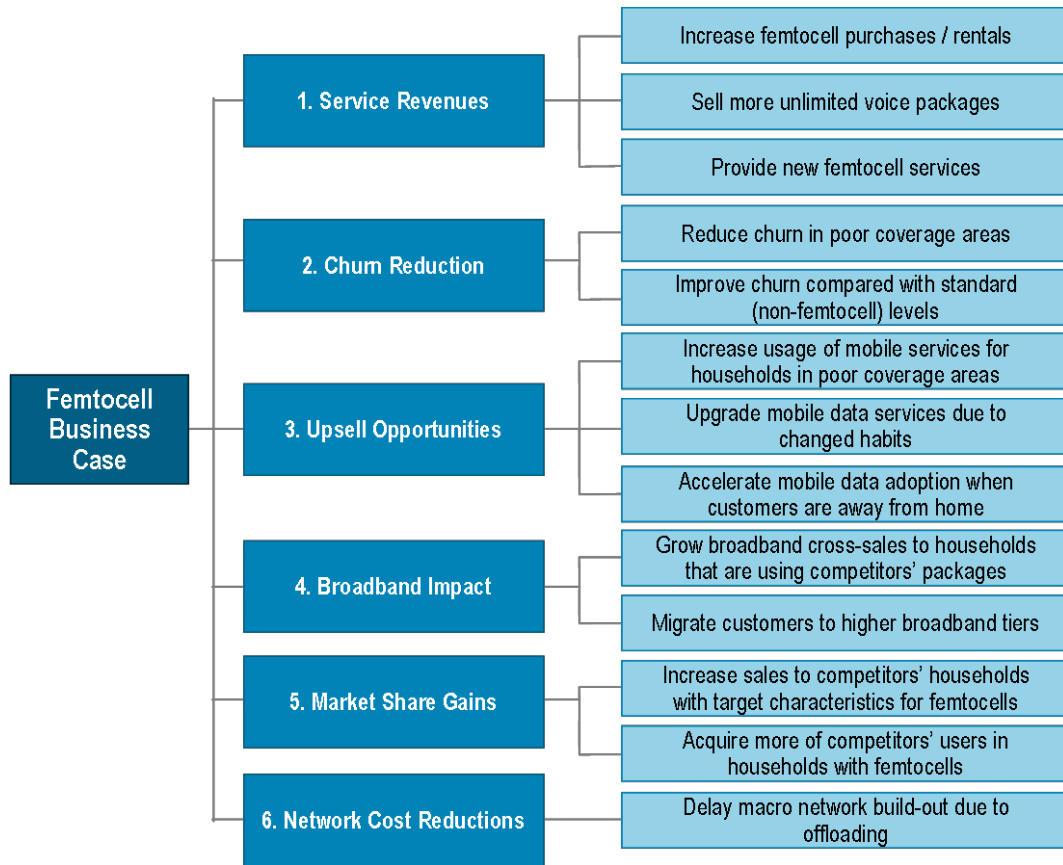 Femtocell
Business
Case
1. Service Revenues
Increase femtocell purchases / rentals
Sell more unlimited voice packages
Provide new femtocell services
2. Churn Reduction
Reduce churn in poor coverage areas
Improve churn compared with standard
(non-femtocell) levels
3. Upsell Opportunities
Increase usage of mobile services for
households in poor coverage areas
Upgrade mobile data services due to
changed habits
Accelerate mobile data adoption when
customers are away from home
4. Broadband Impact
Grow broadband cross-sales to households
that are using competitors’ packages
Migrate customers to higher broadband tiers
5. Market Share Gains
Increase sales to competitors’ households
with target characteristics for femtocells
Acquire more of competitors’ users in
households with femtocells
6. Network Cost Reductions
Delay macro network build-out due to
offloading